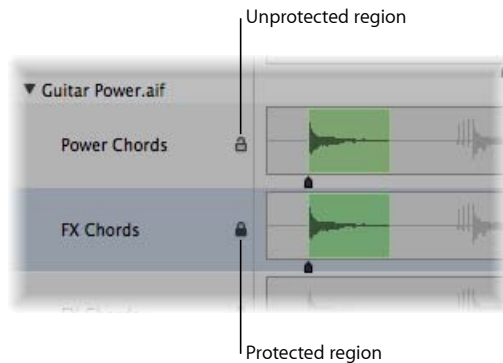 Unprotected region
Guitar Power.aif
Power Chords
FX Chords
Protected region